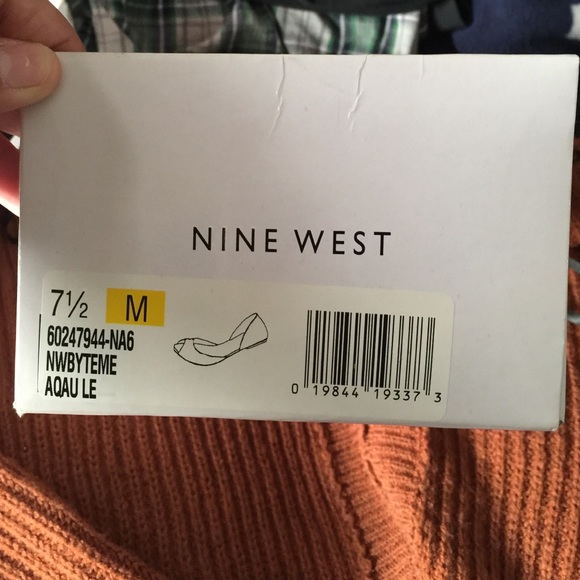 NINE WEST
7½ M
60247944-NA6
NWBYTEME
AQAU LE
0 19844 19337 3